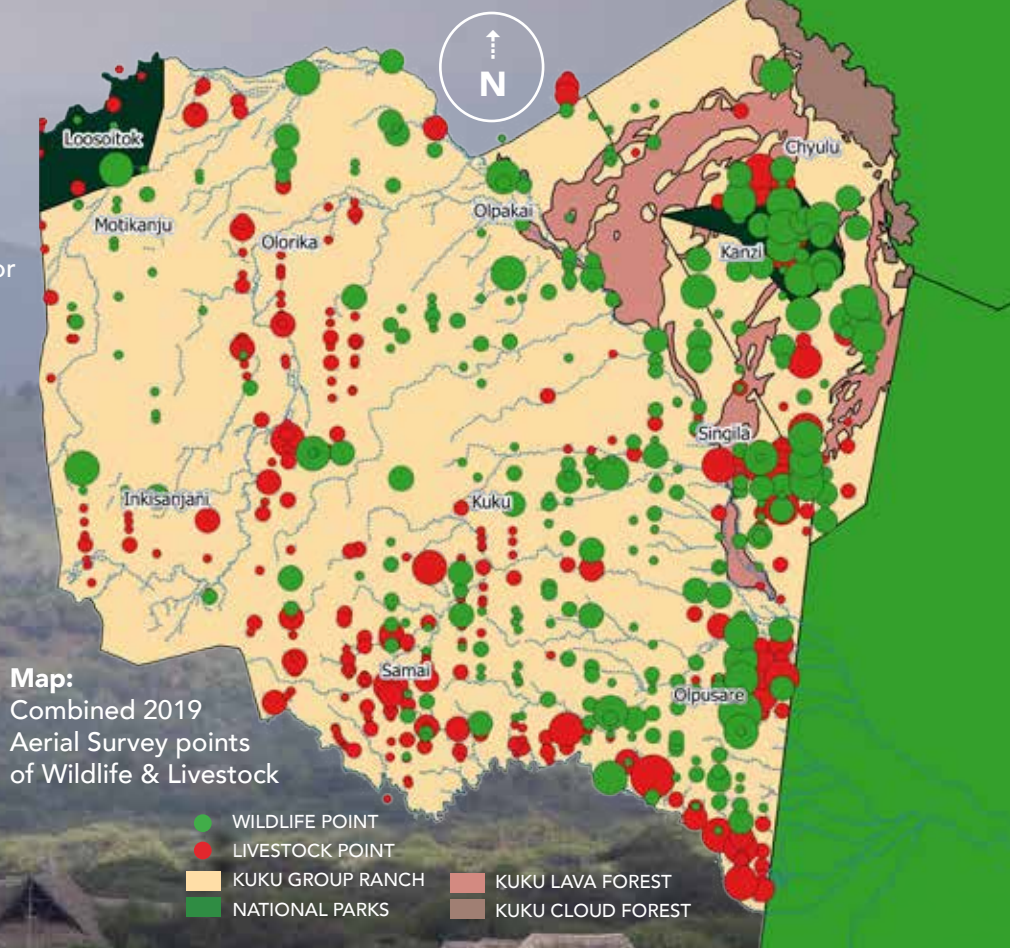 N
Loosoitok
Chyulu
Motikanju
Olpakai
Olorika
Kanzi
or
Singila
Inkisanjani
Kuku
Samai
Olpusare
Map:
Combined 2019
Aerial Survey points
of Wildlife & Livestock
WILDLIFE POINT
LIVESTOCK POINT
KUKU GROUP RANCH
NATIONAL PARKS
KUKU LAVA FOREST
KUKU CLOUD FOREST